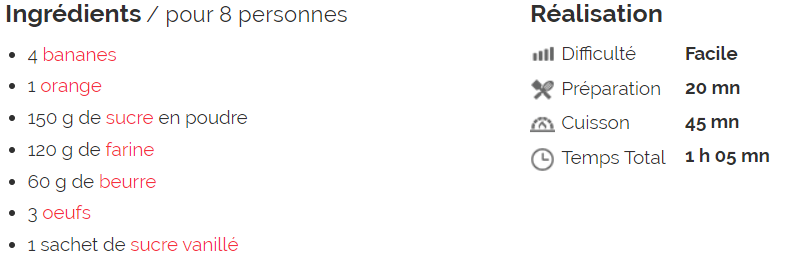 Ingrédients / pour 8 personnes
4 bananes
1 orange
150 g de sucre en poudre
120 g de farine
60 g de beurre
3 oeufs
1 sachet de sucre vanillé
Réalisation
Difficulté Facile
Préparation 20 mn
Cuisson 45 mn
Temps Total 1 h 05 mn